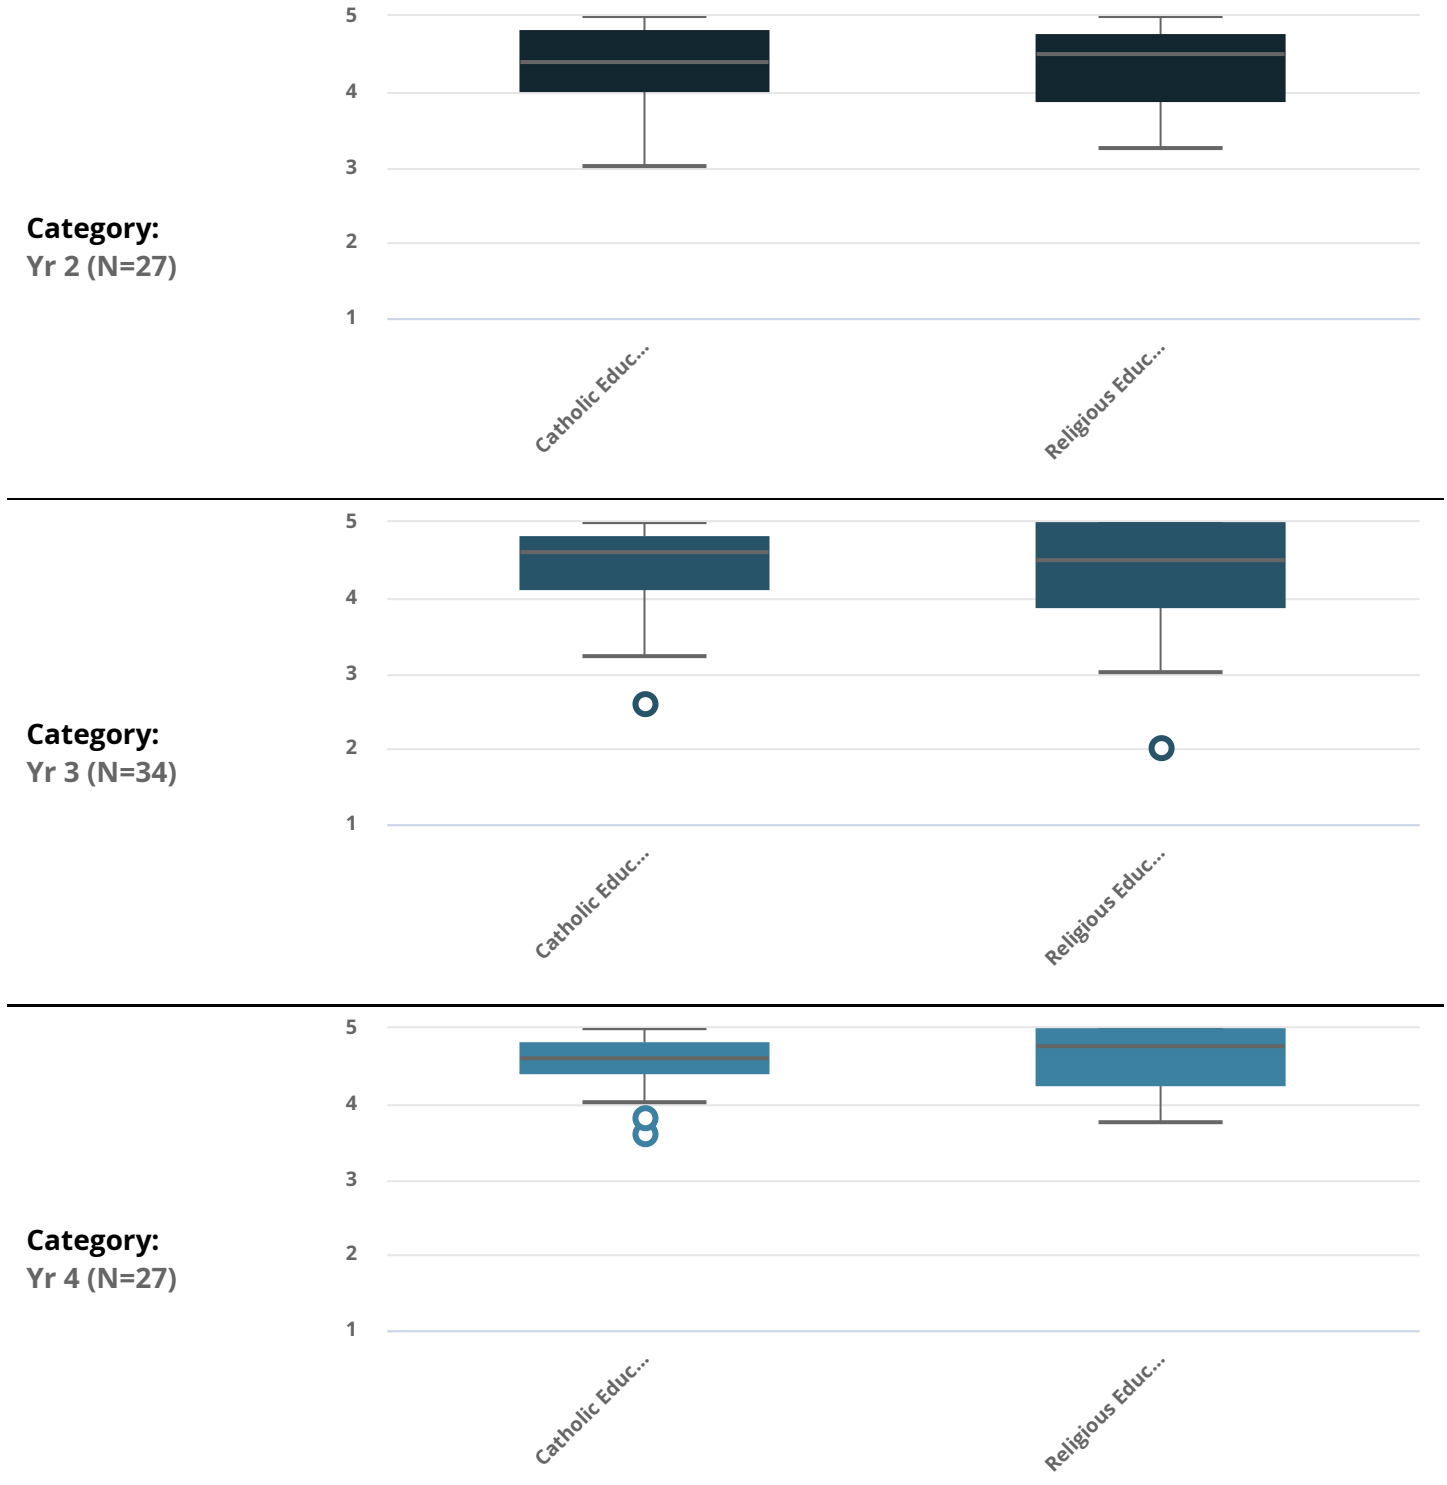 5
4
3
2
1
Category:
Yr 2 (N=27)
Catholic Educ...
Religious Educ...
5
4
3
2
1
Category:
Yr 3 (N=34)
Catholic Educ...
Religious Educ...
5
4
3
2
1
Category:
Yr 4 (N=27)
Catholic Educ...
Religious Educ...